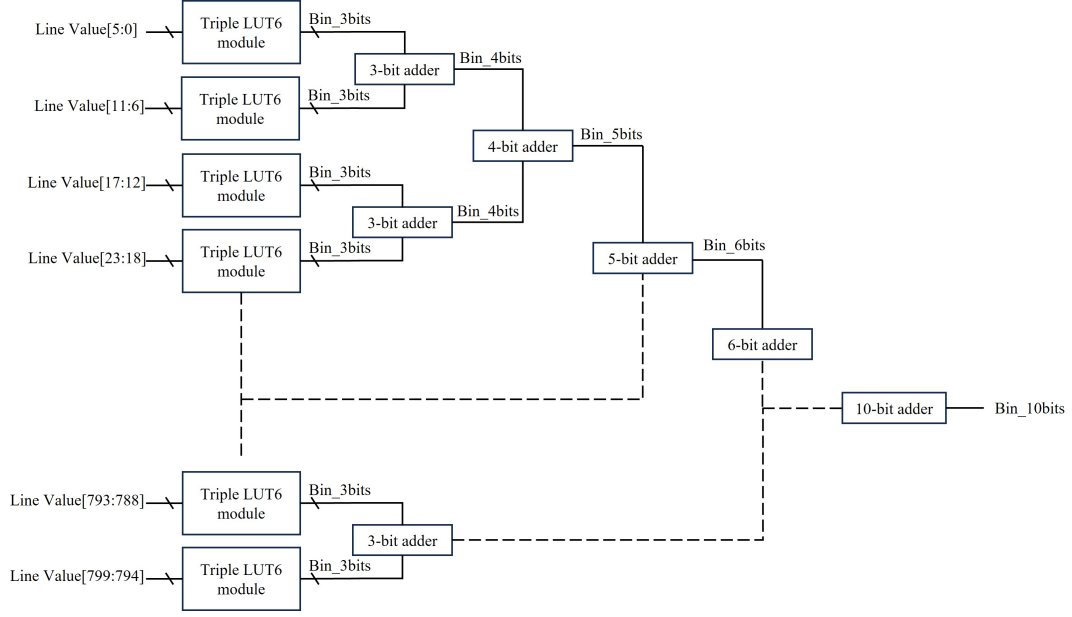 Line Value[5:0]
Triple LUT6
module
Bin_3bits
3-bit adder
Bin_4bits
Line Value[11:6]
Triple LUT6
module
Bin_3bits
4-bit adder
Bin_5bits
Line Value[17:12]
Triple LUT6
module
Bin_3bits
3-bit adder
Bin_4bits
Line Value[23:18]
Triple LUT6
module
Bin_3bits
5-bit adder
Bin_6bits
6-bit adder
10-bit adder
Bin_10bits
Line Value[793:788]
Triple LUT6
module
Bin_3bits
3-bit adder
Line Value[799:794]
Triple LUT6
module
Bin_3bits